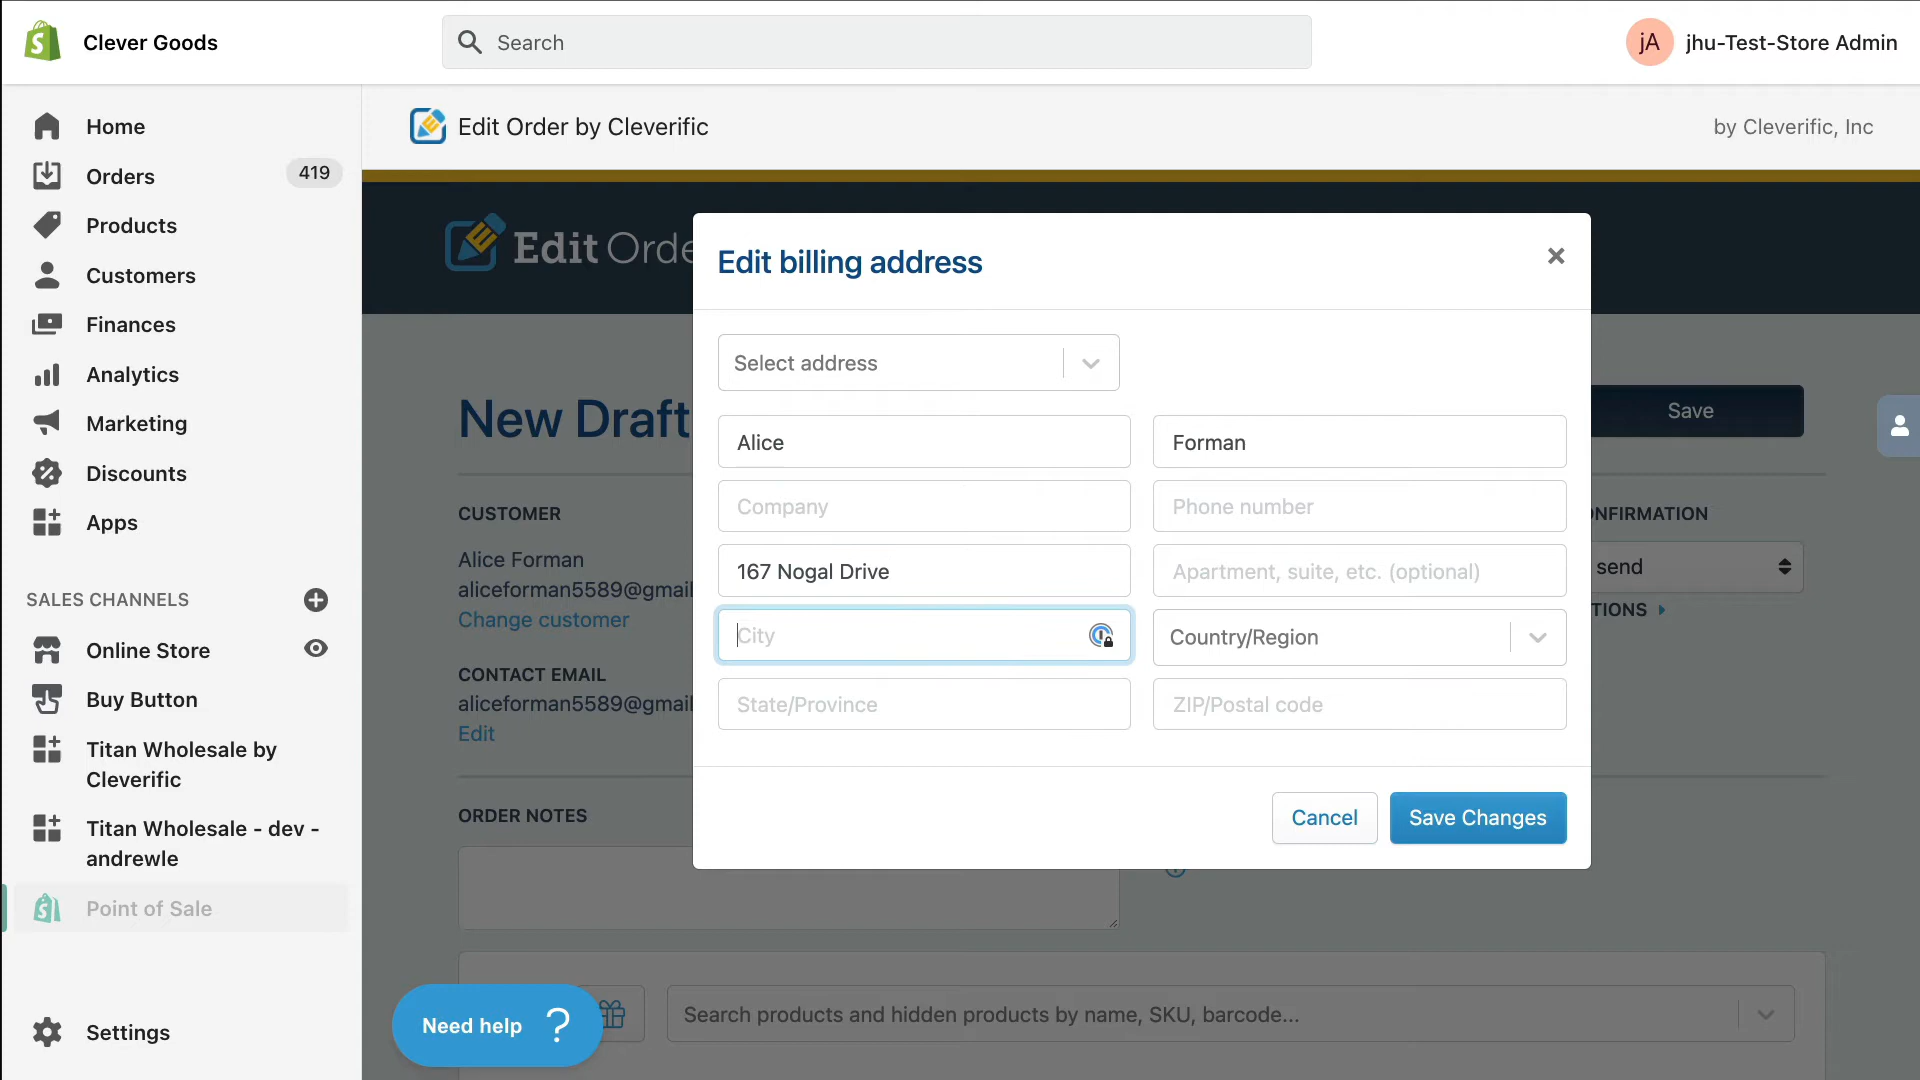 Clever Goods
Search
jA
jhu-Test-Store Admin
Home
Orders
419
Products
Customers
Finances
Analytics
Marketing
Discounts
Apps
SALES CHANNELS
Online Store
Buy Button
Titan Wholesale by
Cleverific
Titan Wholesale - dev -
andrewle
Point of Sale
Settings
Edit Order by Cleverific
by Cleverific, Inc
Edit Orde
New Draft
Save
CUSTOMER
Alice Forman
aliceforman5589@gmail
Change customer
CONTACT EMAIL
aliceforman5589@gmail
Edit
NFIRMATION
send
TIONS
ORDER NOTES
Edit billing address
×
Select address
Alice
Forman
Company
Phone number
167 Nogal Drive
Apartment, suite, etc. (optional)
City
Country/Region
State/Province
ZIP/Postal code
Cancel
Save Changes
Need help ?
Search products and hidden products by name, SKU, barcode...